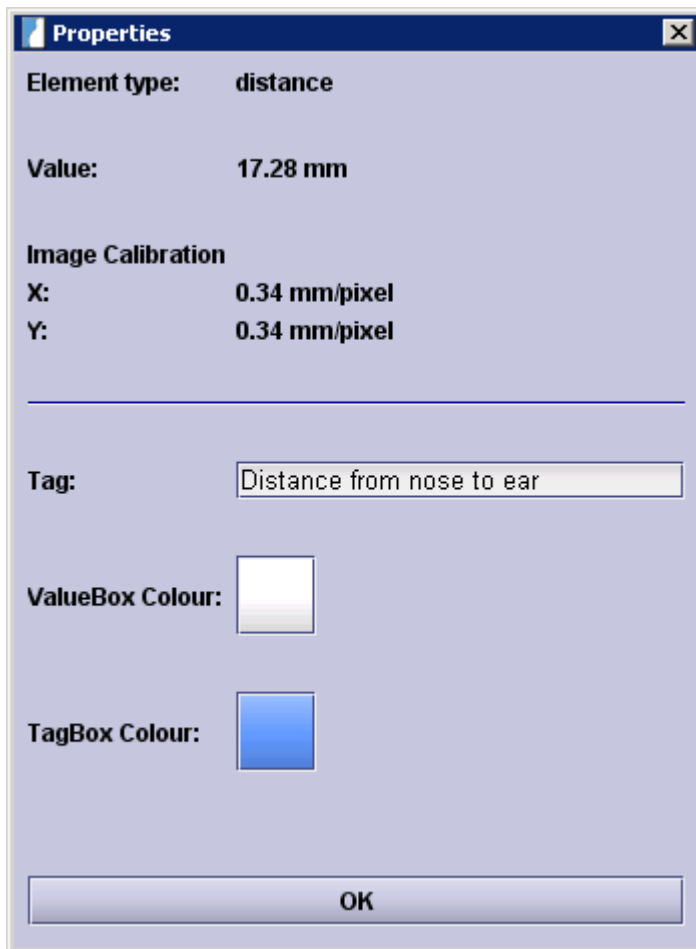 Properties
Element type: distance
Value: 17.28 mm
Image Calibration
X: 0.34 mm/pixel
Y: 0.34 mm/pixel
Tag: Distance from nose to ear
ValueBox Colour:
TagBox Colour:
OK